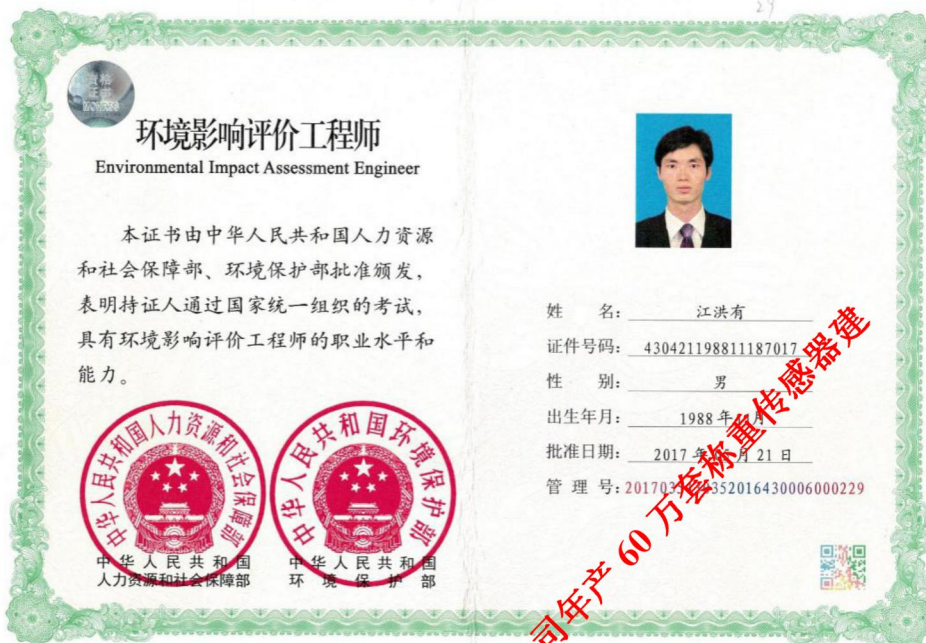 29
资格
证书
环境影响评价工程师
Environmental Impact Assessment Engineer
本证书由中华人民共和国人力资源
和社会保障部、环境保护部批准颁发，
表明持证人通过国家统一组织的考试，
具有环境影响评价工程师的职业水平和
能力。
中华人民共和国人力资源和社会保障部
中华人民共和国环境保护部
中华人民共和国
人力资源和社会保障部
中华人民共和国
环境保护部
姓 名：江洪有
证件号码：430421198811187017
性 别：男
出生年月：1988年 月
批准日期：2017年 月21日
管 理 号：201703 352016430006000229
司年产 60 万套称重传感器建